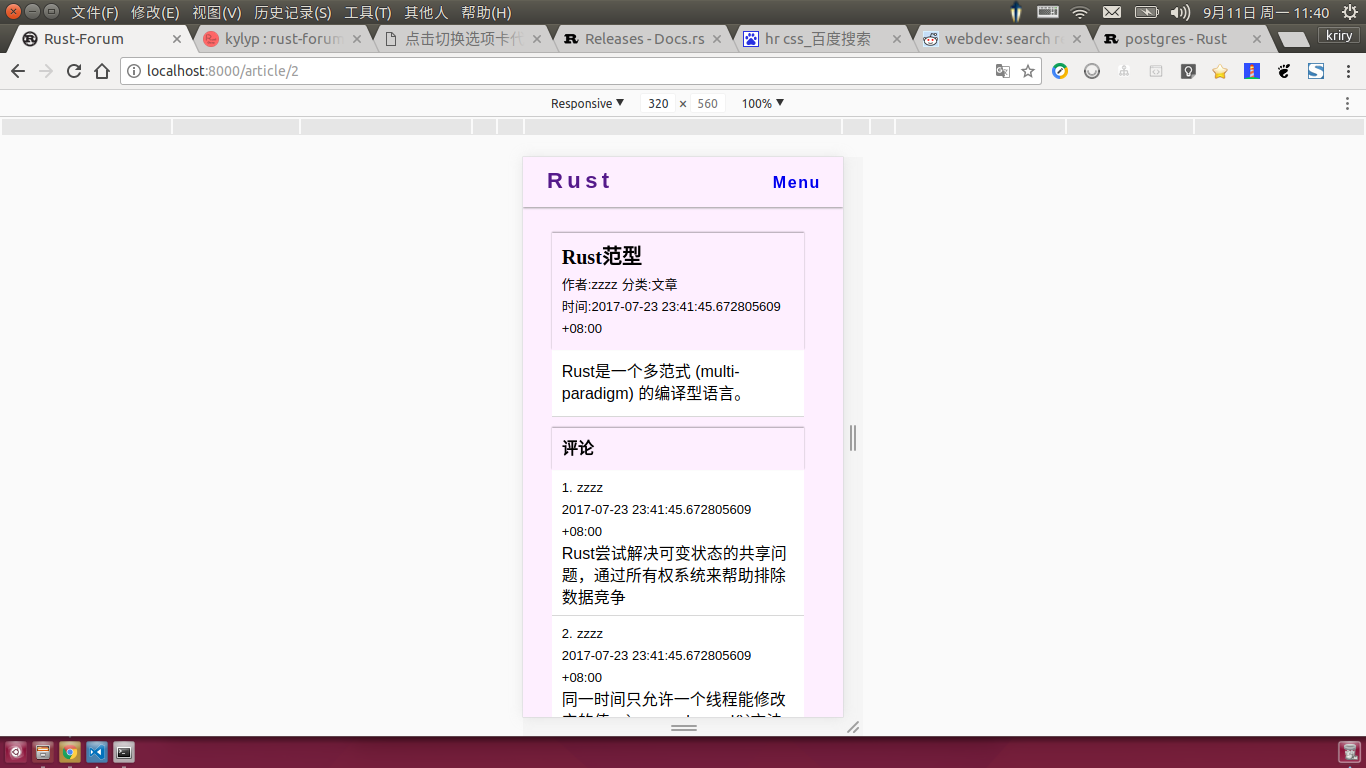 文件(F) 修改(E) 视图(V) 历史记录(S) 工具(T) 其他人 帮助(H)
9月11日 周一 11:40
Rust-Forum
kylyp : rust-forum
点击切换选项卡代
Releases - Docs.rs
hr css_百度搜索
webdev: search re
postgres - Rust
kriry
localhost:8000/article/2
Responsive
320 × 560
100%
Rust
Menu
Rust范型
作者:zzzz 分类:文章
时间:2017-07-23 23:41:45.672805609
+08:00
Rust是一个多范式 (multi-
paradigm) 的编译型语言。
评论
1. zzzz
2017-07-23 23:41:45.672805609
+08:00
Rust尝试解决可变状态的共享问
题，通过所有权系统来帮助排除
数据竞争
2. zzzz
2017-07-23 23:41:45.672805609
+08:00
同一时间只允许一个线程能修改